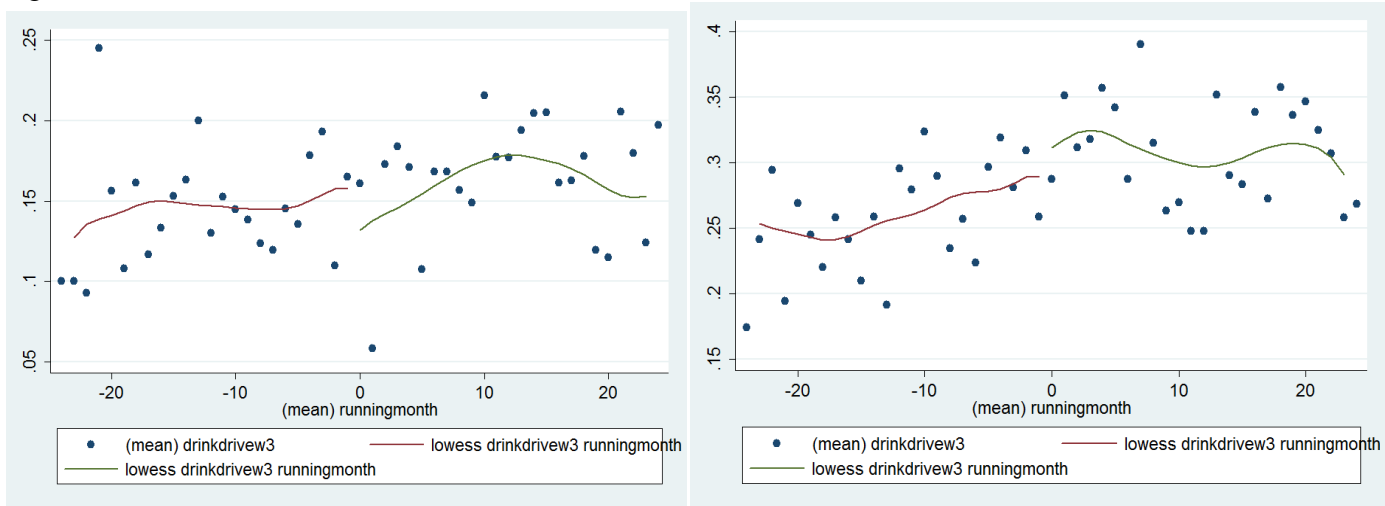 .25
.2
.15
.1
.05
-20 -10 0 10 20
(mean) runningmonth
(mean) drinkdrivew3 lowess drinkdrivew3 runningmonth
lowess drinkdrivew3 runningmonth
.4
.35
.3
.25
.2
.15
-20 -10 0 10 20
(mean) runningmonth
(mean) drinkdrivew3 lowess drinkdrivew3 runningmonth
lowess drinkdrivew3 runningmonth